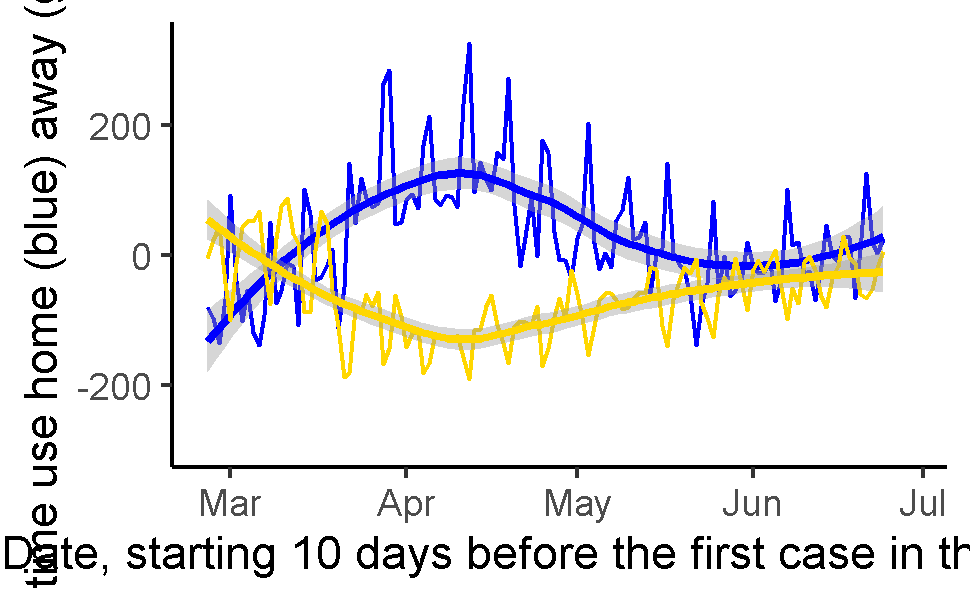 time use home (blue) away (
200
0
-200
Mar Apr May Jun Jul
Date, starting 10 days before the first case in th